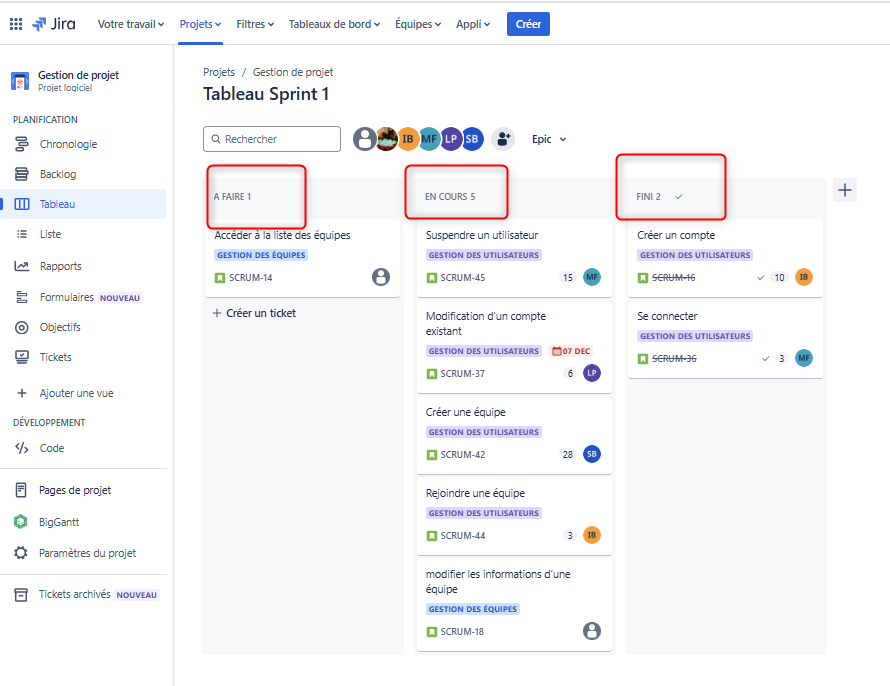 Jira
Votre travail
Projets
Filtres
Tableaux de bord
Équipes
Appli
Créer
Gestion de projet
Projet logiciel
PLANIFICATION
Chronologie
Backlog
Tableau
Liste
Rapports
Formulaires NOUVEAU
Objectifs
Tickets
Ajouter une vue
DÉVELOPPEMENT
Code
Pages de projet
BigGantt
Paramètres du projet
Tickets archivés NOUVEAU
Projets / Gestion de projet
Tableau Sprint 1
Rechercher
IB MF LP SB
Epic
A FAIRE 1
Accéder à la liste des équipes
GESTION DES ÉQUIPES
SCRUM-14
+ Créer un ticket
EN COURS 5
Suspendre un utilisateur
GESTION DES UTILISATEURS
SCRUM-45 15 MF
Modification d'un compte
existant
GESTION DES UTILISATEURS 07 DEC
SCRUM-37 6 LP
Créer une équipe
GESTION DES UTILISATEURS
SCRUM-42 28 SB
Rejoindre une équipe
GESTION DES UTILISATEURS
SCRUM-44 3 IB
modifier les informations d'une
équipe
GESTION DES ÉQUIPES
SCRUM-18
FINI 2
Créer un compte
GESTION DES UTILISATEURS
SCRUM-16 10 IB
Se connecter
GESTION DES UTILISATEURS
SCRUM-36 3 MF